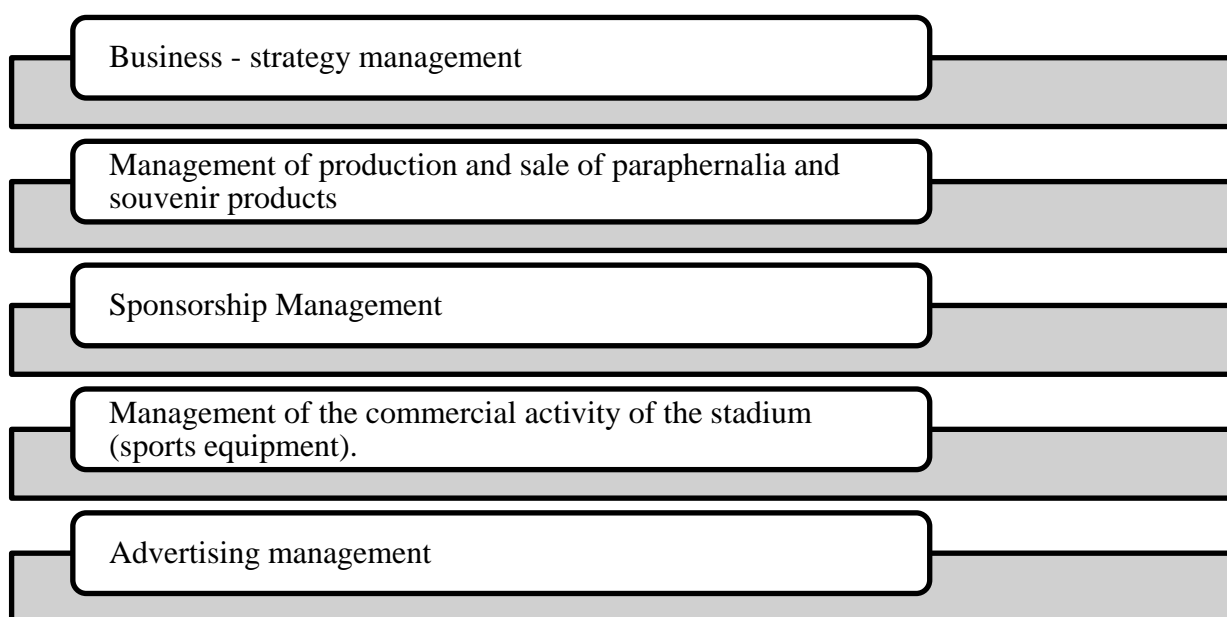 Business - strategy management
Management of production and sale of paraphernalia and
souvenir products
Sponsorship Management
Management of the commercial activity of the stadium
(sports equipment).
Advertising management